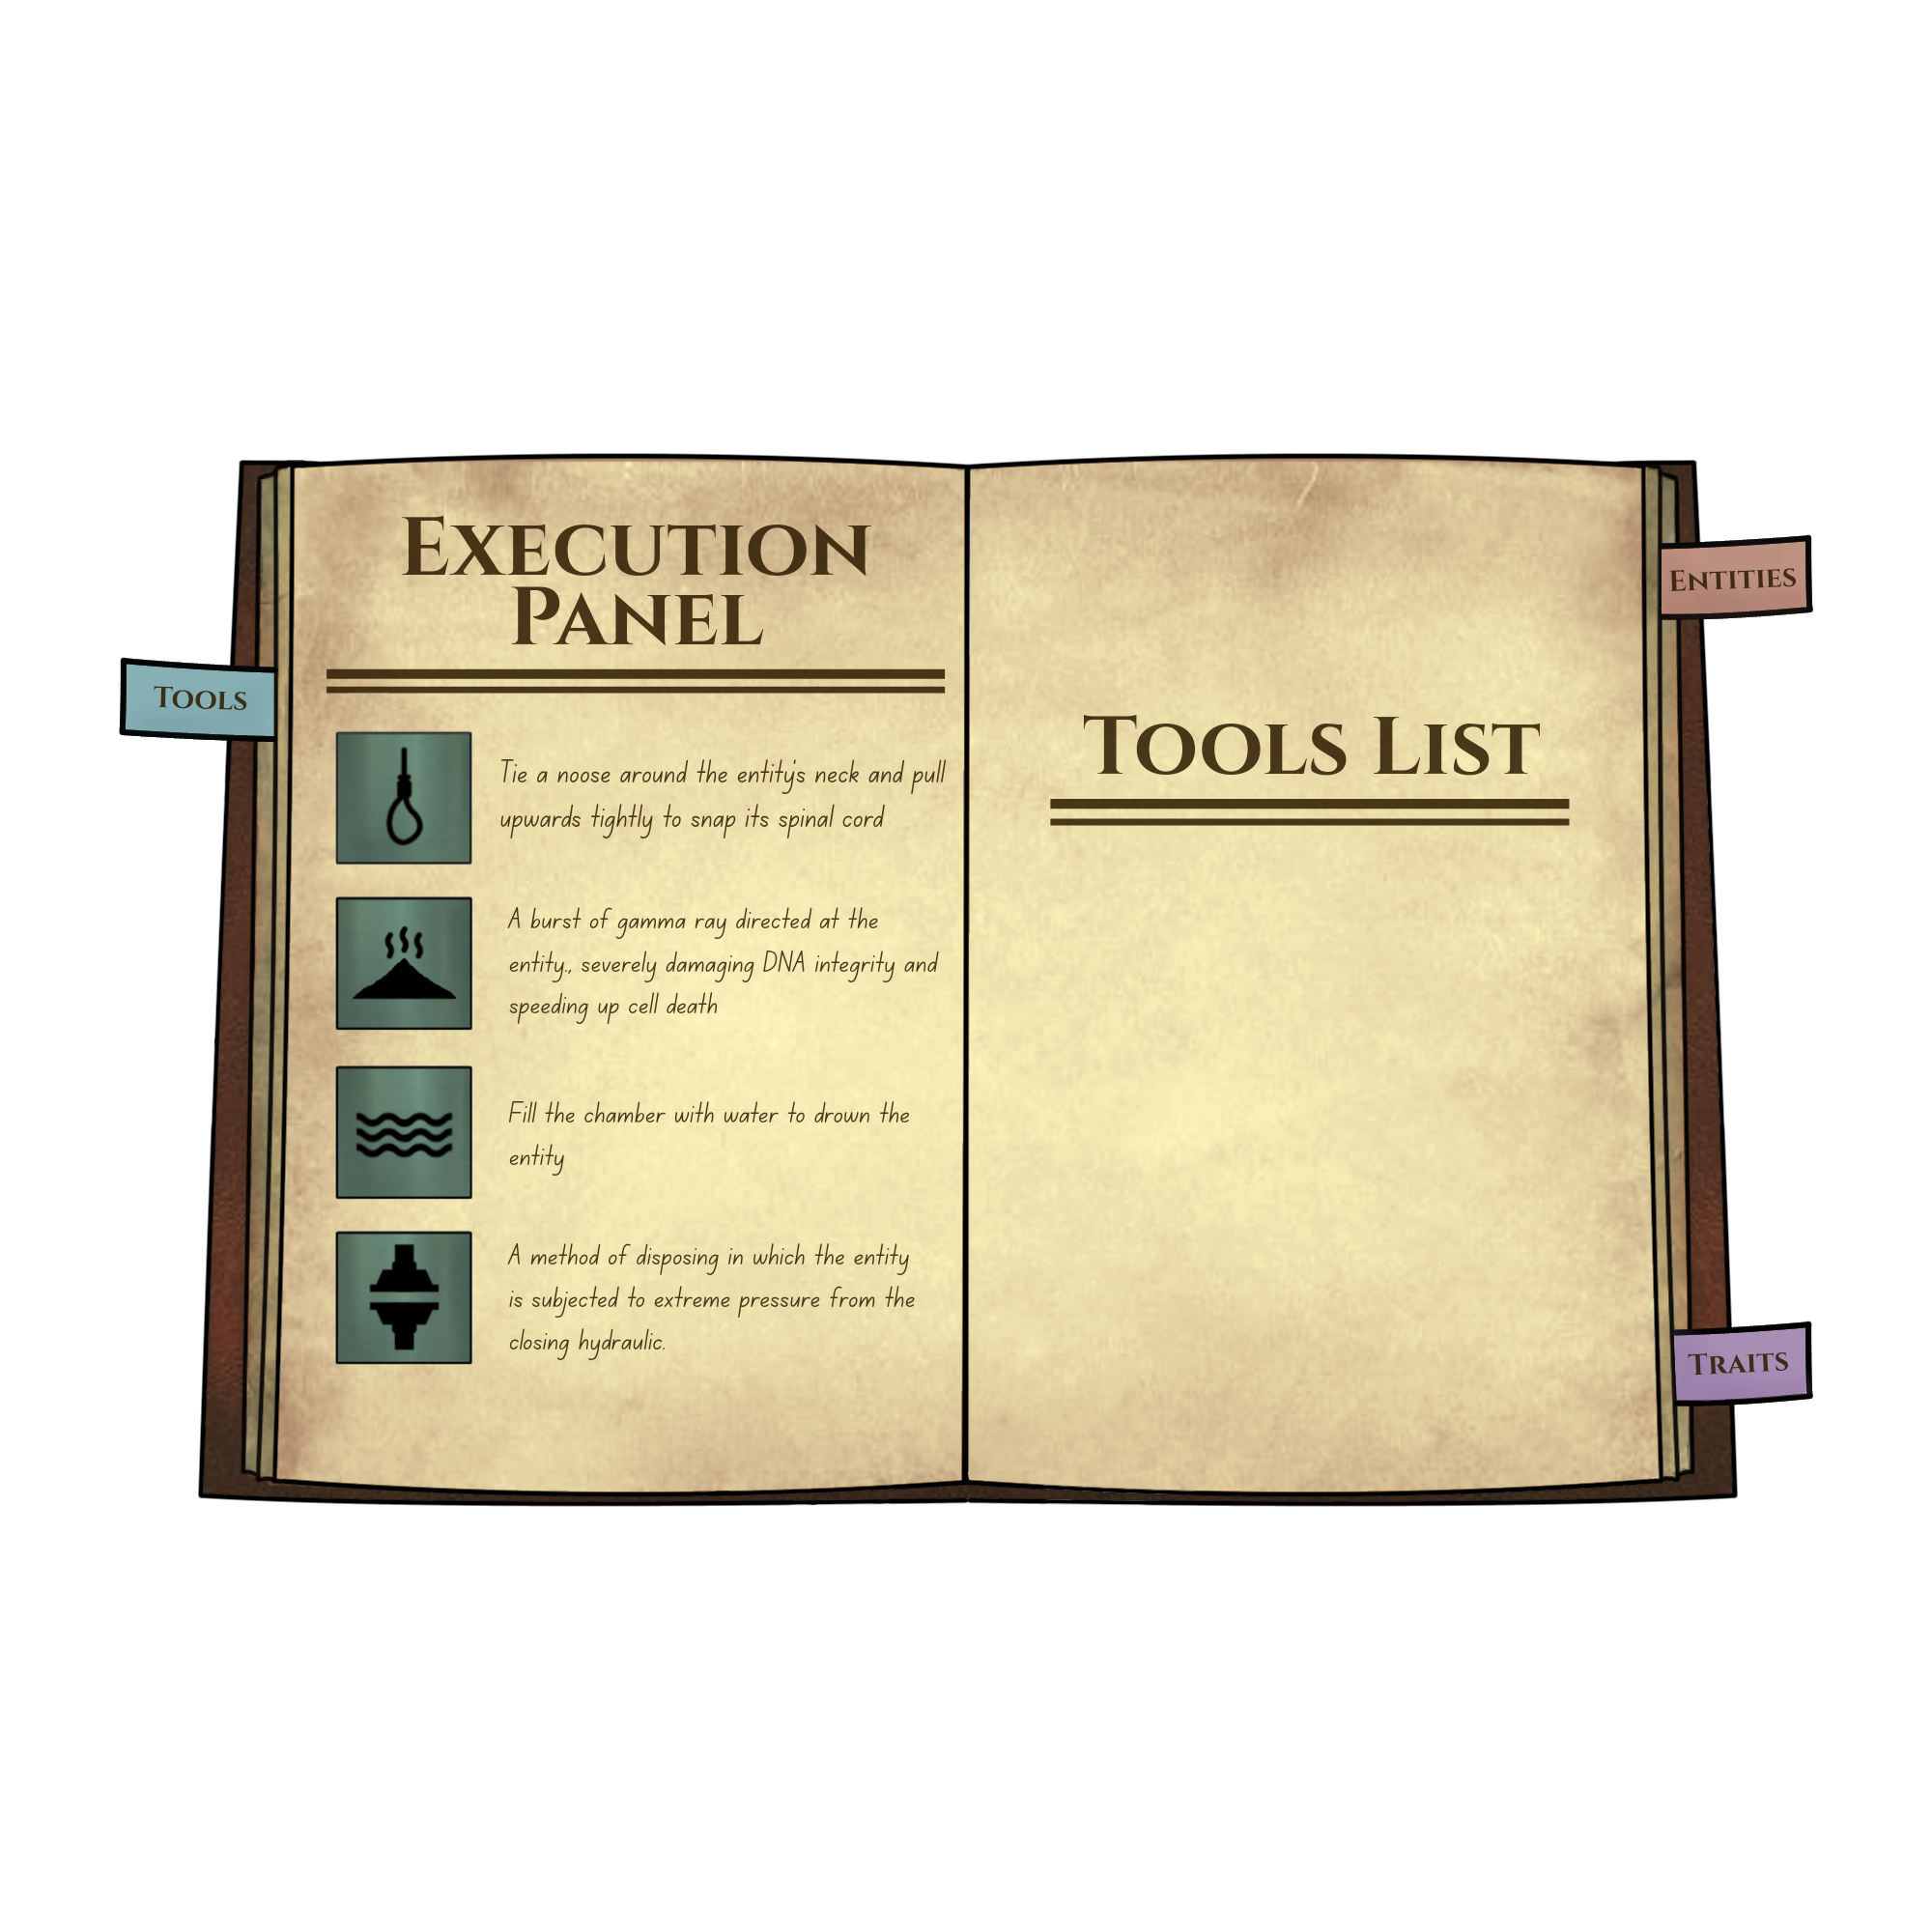 Execution
Panel
Tools
Tie a noose around the entity's neck and pull
upwards tightly to snap its spinal cord
A burst of gamma ray directed at the
entity., severely damaging DNA integrity and
speeding up cell death
Fill the chamber with water to drown the
entity
A method of disposing in which the entity
is subjected to extreme pressure from the
closing hydraulic.
Tools List
Entities
Traits